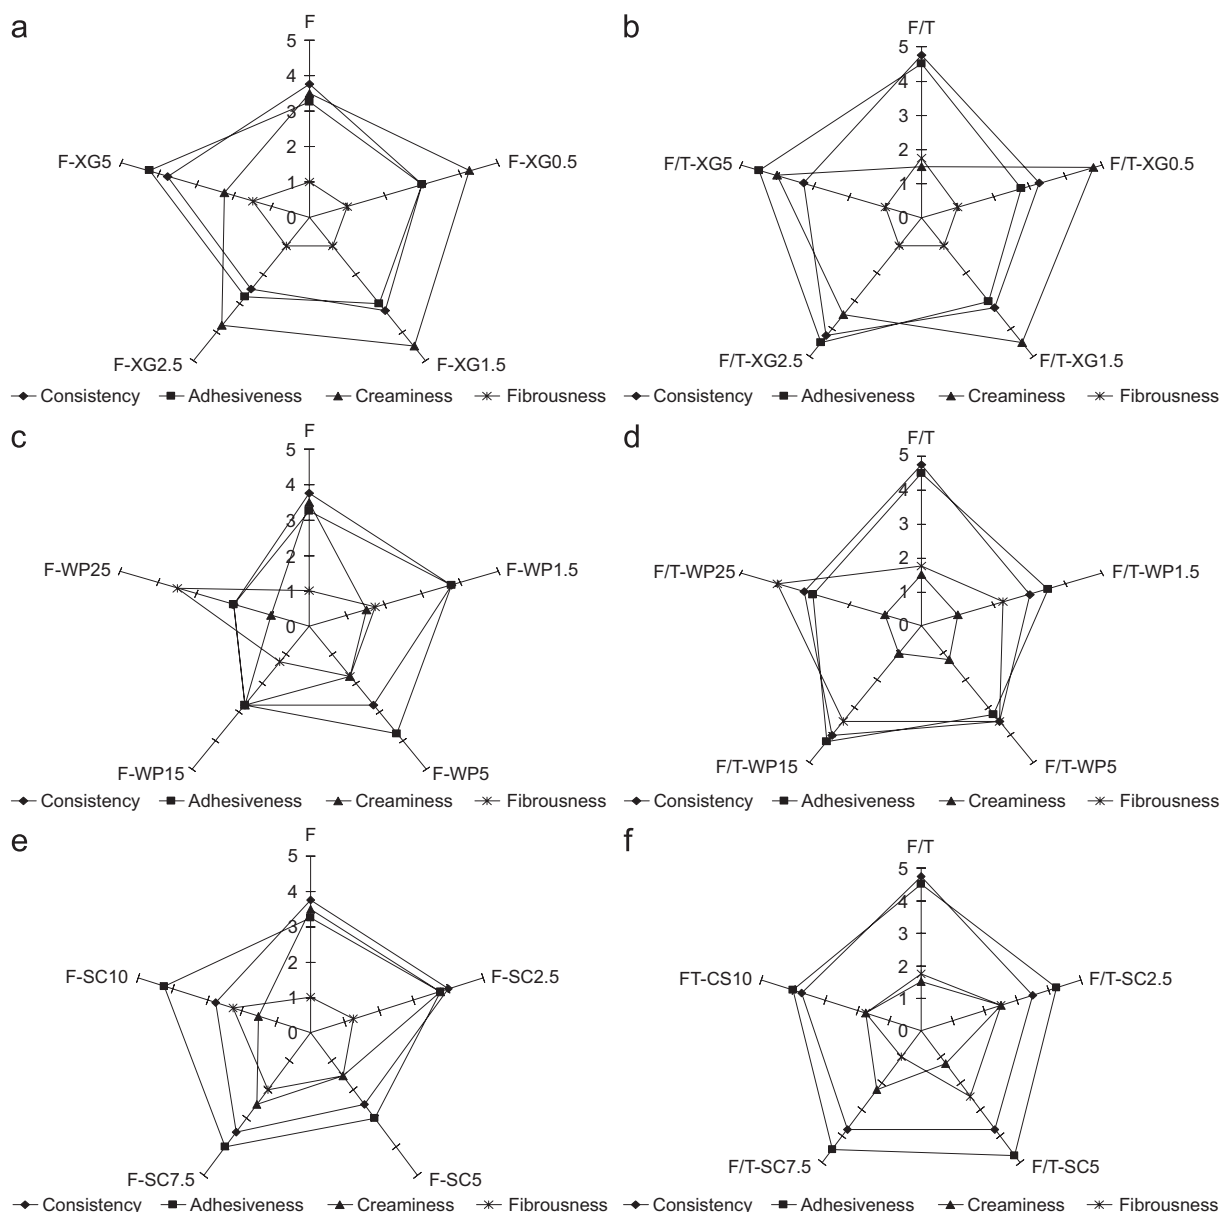 a
F
5
4
3
2
1
0
F-XG5
F-XG0.5
F-XG2.5
F-XG1.5
Consistency Adhesiveness Creaminess Fibrousness
b
F/T
5
4
3
2
1
0
F/T-XG5
F/T-XG0.5
F/T-XG2.5
F/T-XG1.5
Consistency Adhesiveness Creaminess Fibrousness
c
F
5
4
3
2
1
0
F-WP25
F-WP1.5
F-WP15
F-WP5
Consistency Adhesiveness Creaminess Fibrousness
d
F/T
5
4
3
2
1
0
F/T-WP25
F/T-WP1.5
F/T-WP15
F/T-WP5
Consistency Adhesiveness Creaminess Fibrousness
e
F
5
4
3
2
1
0
F-SC10
F-SC2.5
F-SC7.5
F-SC5
Consistency Adhesiveness Creaminess Fibrousness
f
F/T
5
4
3
2
1
0
FT-CS10
F/T-SC2.5
F/T-SC7.5
F/T-SC5
Consistency Adhesiveness Creaminess Fibrousness